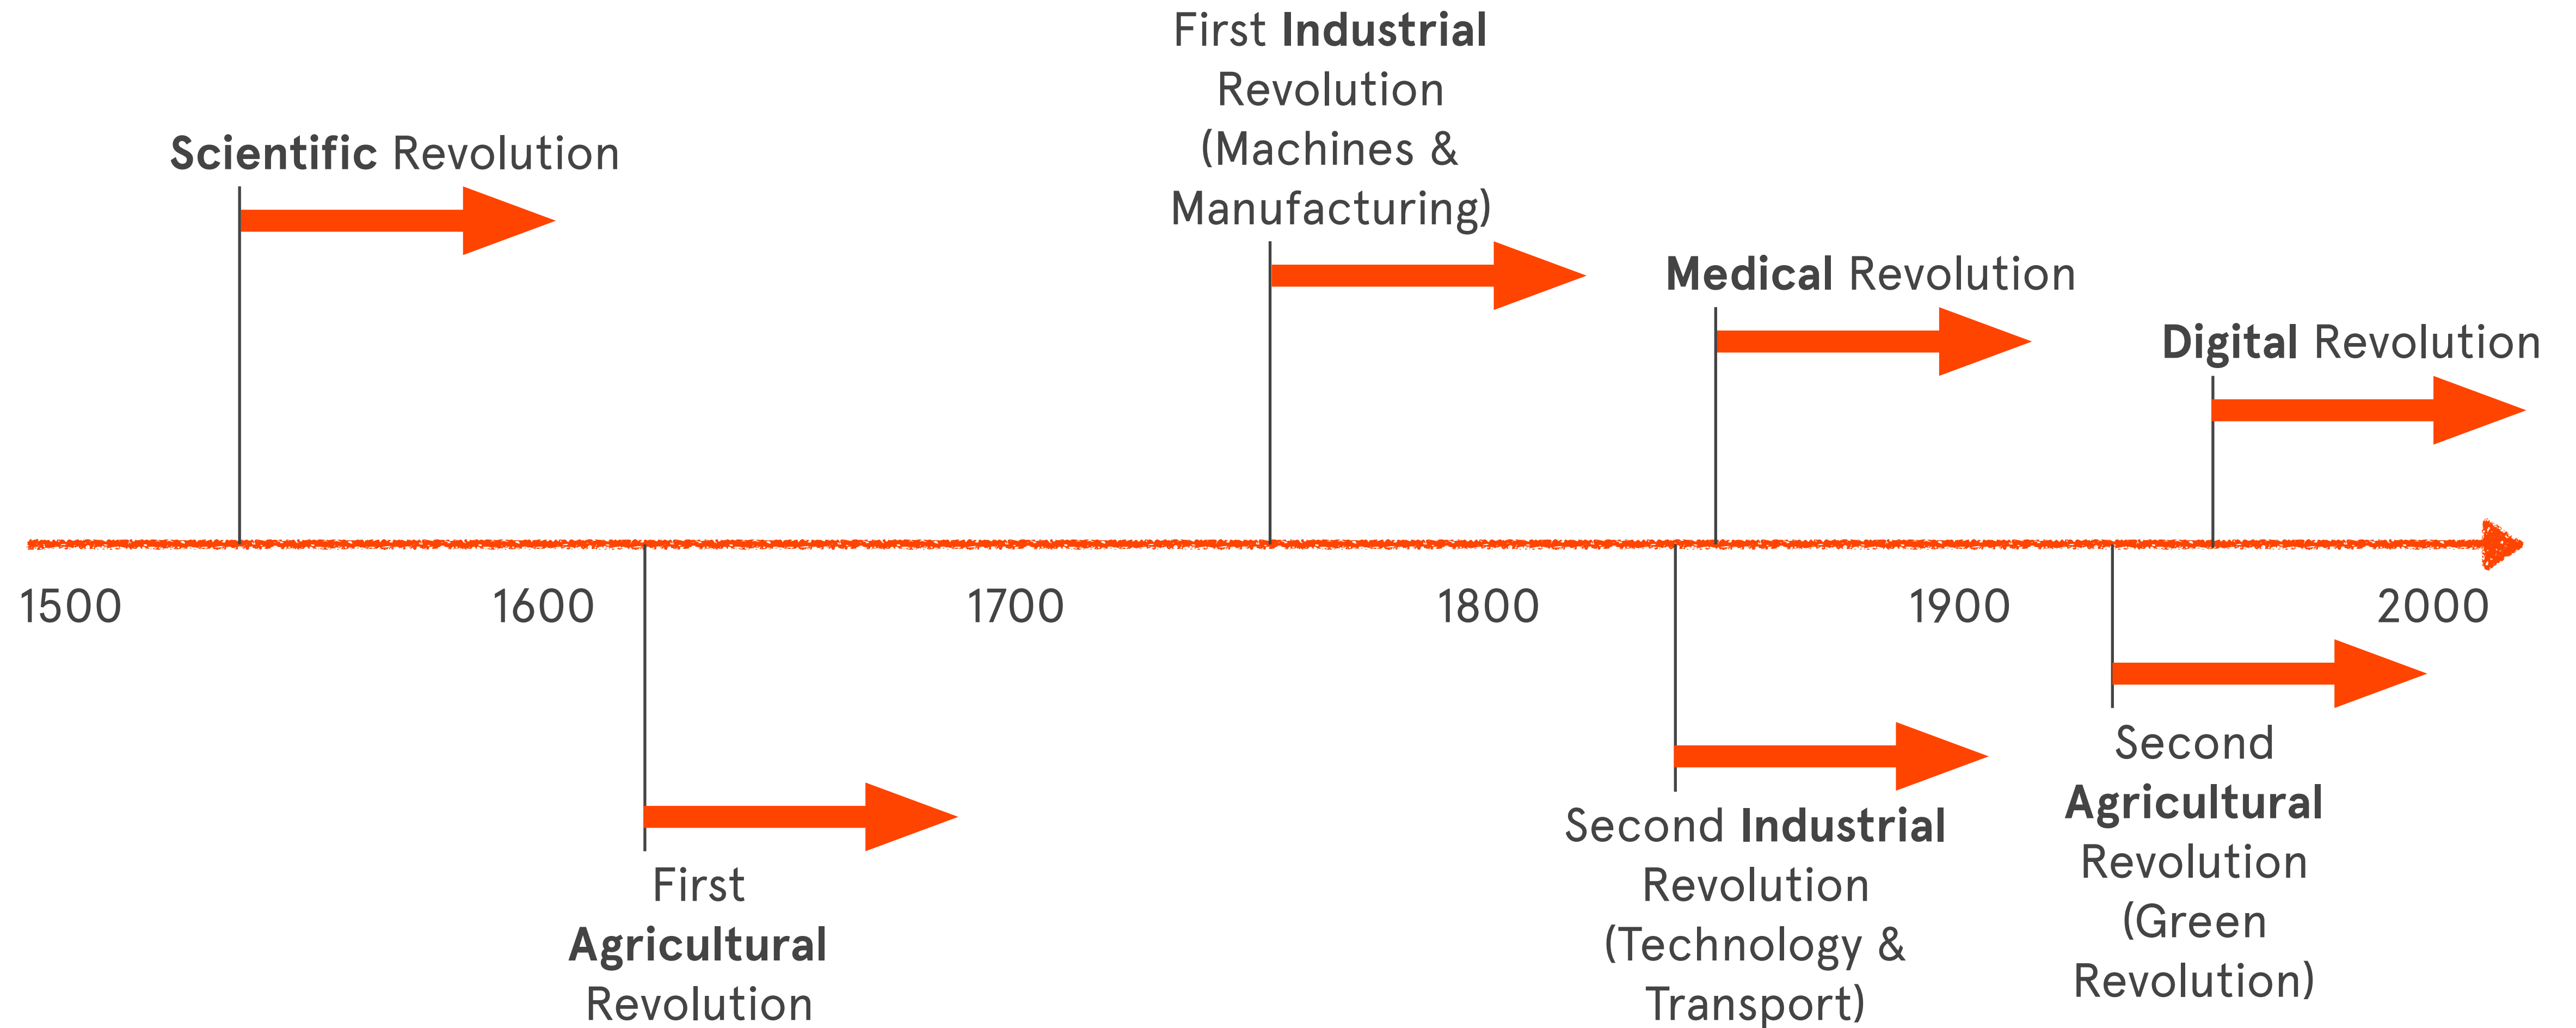 First Industrial
Revolution
(Machines &
Manufacturing)
Scientific Revolution
Medical Revolution
Digital Revolution
1500
1600
1700
1800
1900
2000
First
Agricultural
Revolution
Second Industrial
Revolution
(Technology &
Transport)
Second
Agricultural
Revolution
(Green
Revolution)